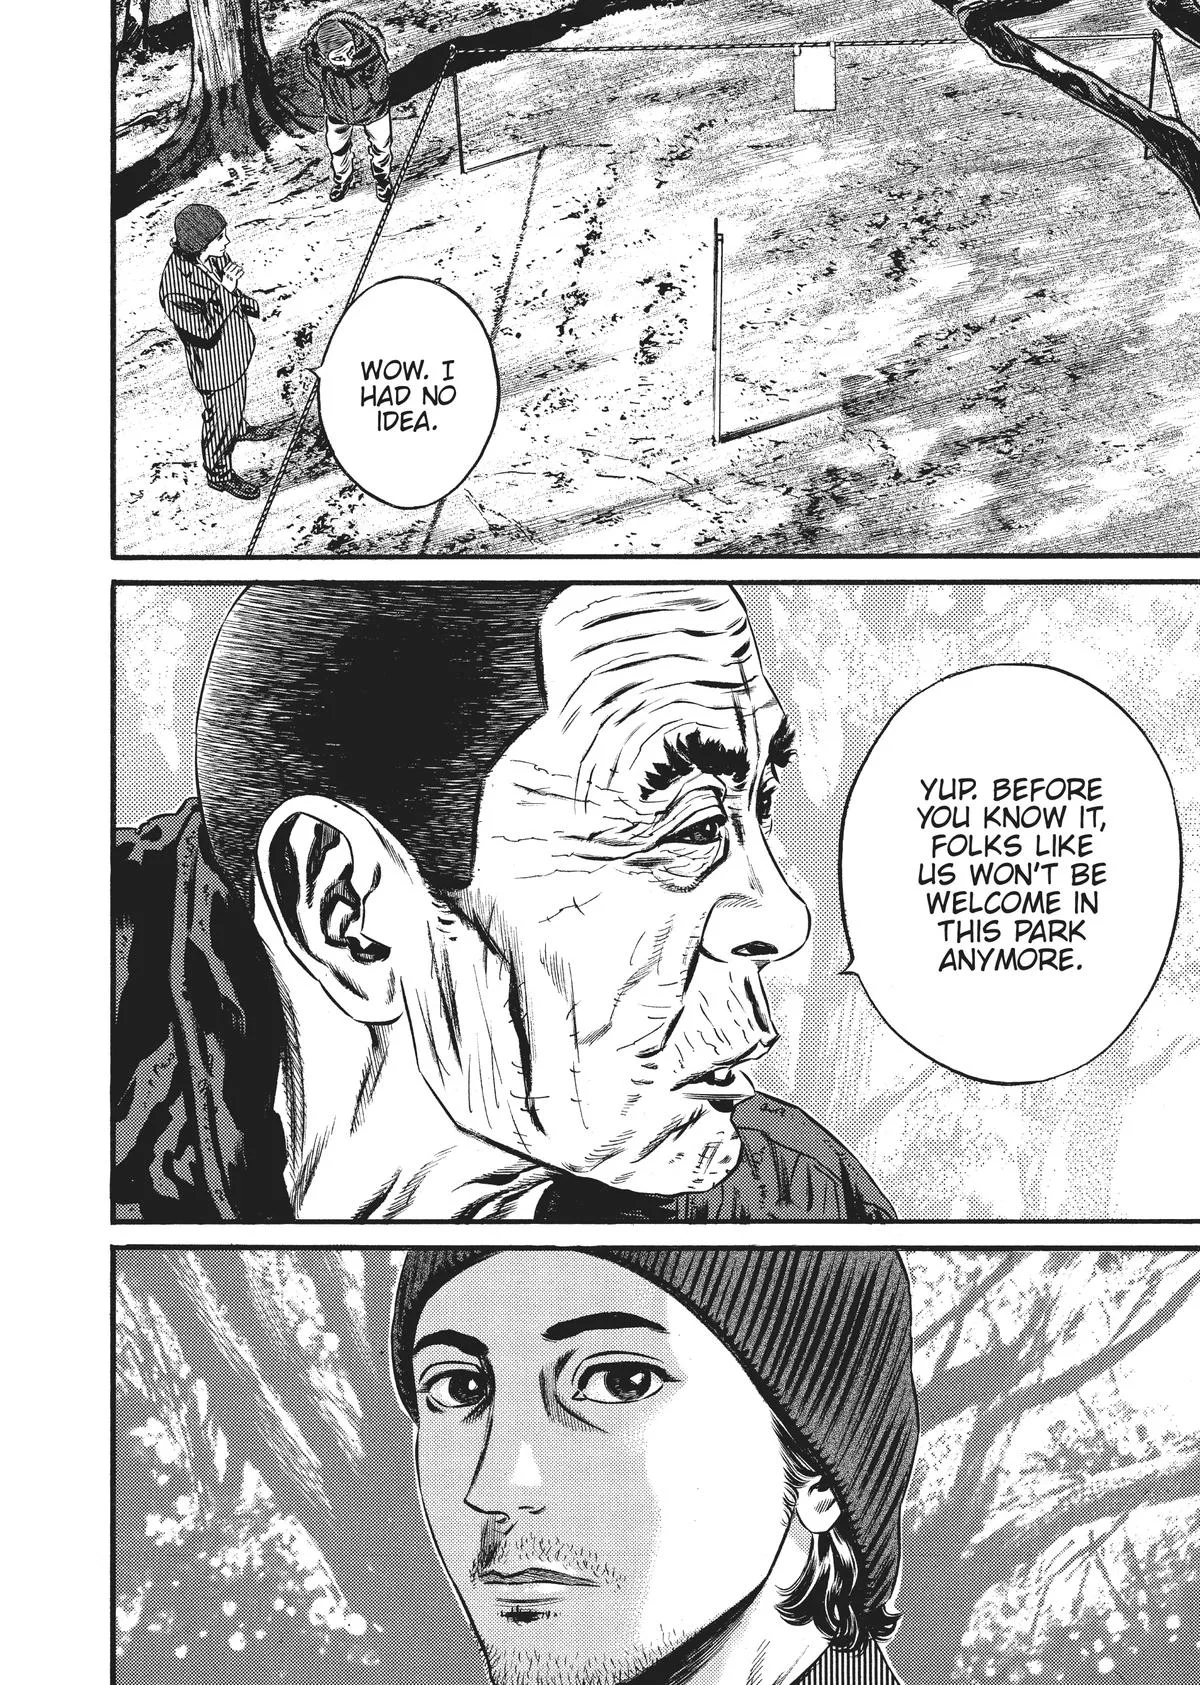 WOW. I
HAD NO
IDEA.
YUP. BEFORE
YOU KNOW IT,
FOLKS LIKE
US WON'T BE
WELCOME IN
THIS PARK
ANYMORE.